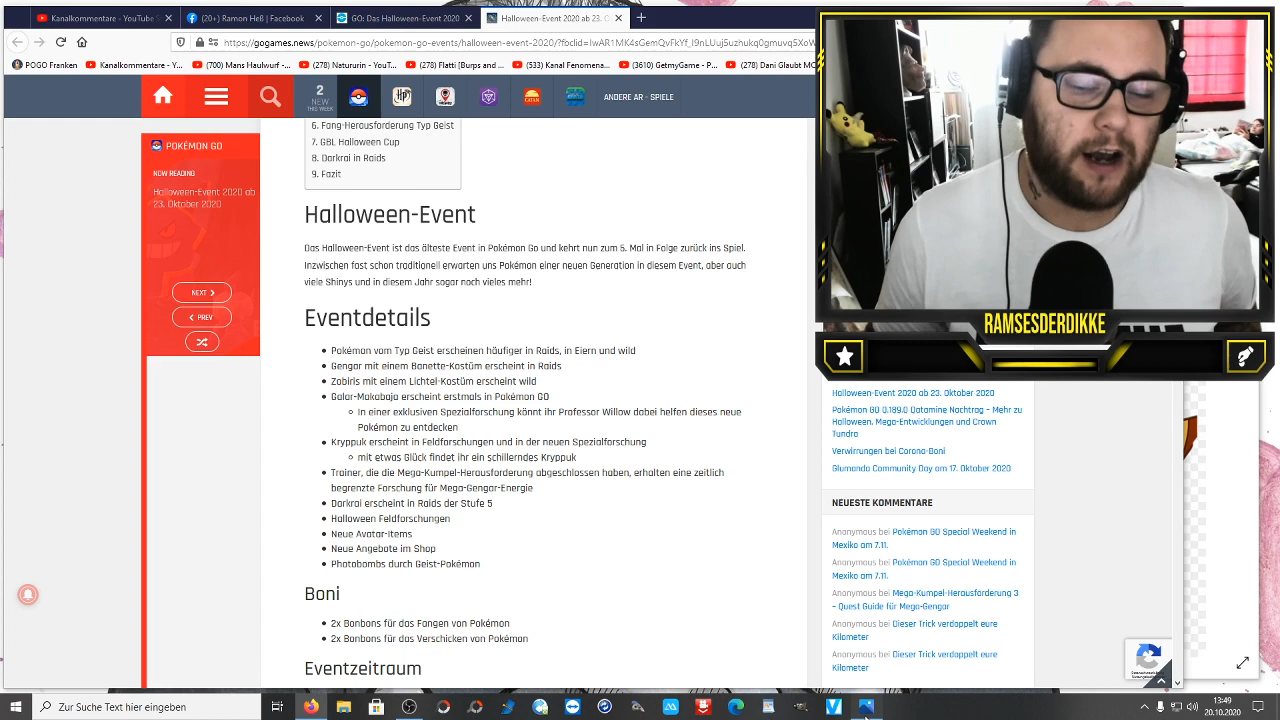 Kanalkommentare - YouTube S
(20+) Ramon Heß | Facebook
GO: Das Halloween-Event 2020
Halloween-Event 2020 ab 23. O
https://gogames.news/pokemon-go/pokemon-go-events/halloween-event-2020/?fbclid=IwAR1MK4sGemQvFkYf_I9nLUuj5uzhukq0gmuvq5XoW
POGO Franken
Kanalkommentare - Y...
(700) Mans Haulwurf -...
(278) Natururin - YouT...
(278) Flatti [Burps and ...
(533) Kanal Fenomena...
(3610) GetmyGame - P...
(278) Dani Glaubt MC
2
NEW
THIS WEEK
CATAN
ANDERE AR - SPIELE
POKÉMON GO
NOW READING
Halloween-Event 2020 ab
23. Oktober 2020
NEXT
PREV
6. Fang-Herausforderung Typ Geist
7. GBL Halloween Cup
8. Darkrai in Raids
9. Fazit
Halloween-Event
Das Halloween-Event ist das älteste Event in Pokémon Go und kehrt nun zum 5. Mal in Folge zurück ins Spiel.
Inzwischen fast schon traditionell erwarten uns Pokémon einer neuen Generation in diesem Event, aber auch
viele Shinys und in diesem Jahr sogar noch vieles mehr!
Eventdetails
Pokémon vom Typ Geist erscheinen häufiger in Raids, in Eiern und wild
Gengar mit einem Banette-Kostüm erscheint in Raids
Zobiris mit einem Lichtel-Kostüm erscheint wild
Galar-Makabaja erscheint erstmals in Pokémon GO
In einer exklusiven Spezialforschung könnt ihr Professor Willow dabei helfen dieses neue
Pokémon zu entdecken
Kryppuk erscheint in Feldforschungen und in der neuen Spezialforschung
mit etwas Glück findet ihr ein schillerndes Kryppuk
Trainer, die die Mega-Kumpel-Herausforderung abgeschlossen haben, erhalten eine zeitlich
begrenzte Forschung für Mega-Gengar-Energie
Darkrai erscheint in Raids der Stufe 5
Halloween Feldforschungen
Neue Avatar-Items
Neue Angebote im Shop
Photobombs durch Geist-Pokémon
Boni
2x Bonbons für das Fangen von Pokémon
2x Bonbons für das Verschicken von Pokémon
Eventzeitraum
RAMSESDERDIKKE
Halloween-Event 2020 ab 23. Oktober 2020
Pokémon GO 0.189.0 Datamine Nachtrag – Mehr zu
Halloween, Mega-Entwicklungen und Crown
Tundra
Verwirrungen bei Corona-Boni
Glumanda Community Day am 17. Oktober 2020
NEUESTE KOMMENTARE
Anonymous bei Pokémon GO Special Weekend in
Mexiko am 7.11.
Anonymous bei Pokémon GO Special Weekend in
Mexiko am 7.11.
Anonymous bei Mega-Kumpel-Herausforderung 3
– Quest Guide für Mega-Gengar
Anonymous bei Dieser Trick verdoppelt eure
Kilometer
Anonymous bei Dieser Trick verdoppelt eure
Kilometer
Zur Suche Text hier eingeben
13:49
20.10.2020